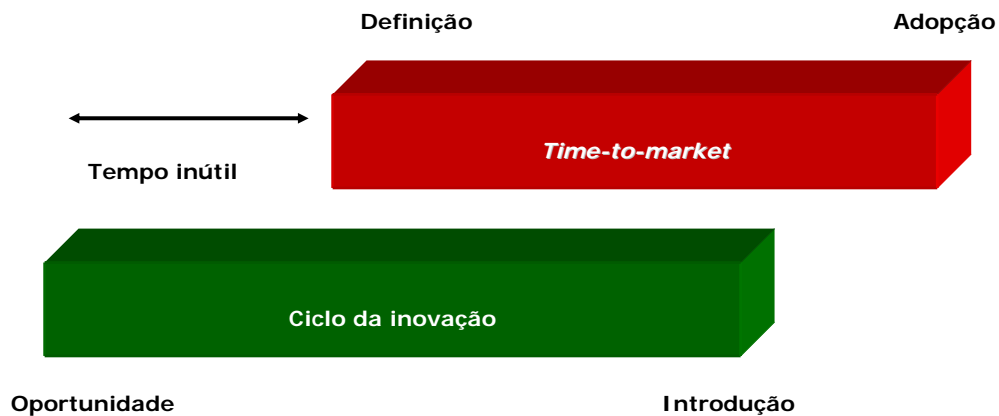 Definição
Adopção
Time-to-market
Tempo inútil
Ciclo da inovação
Oportunidade
Introdução